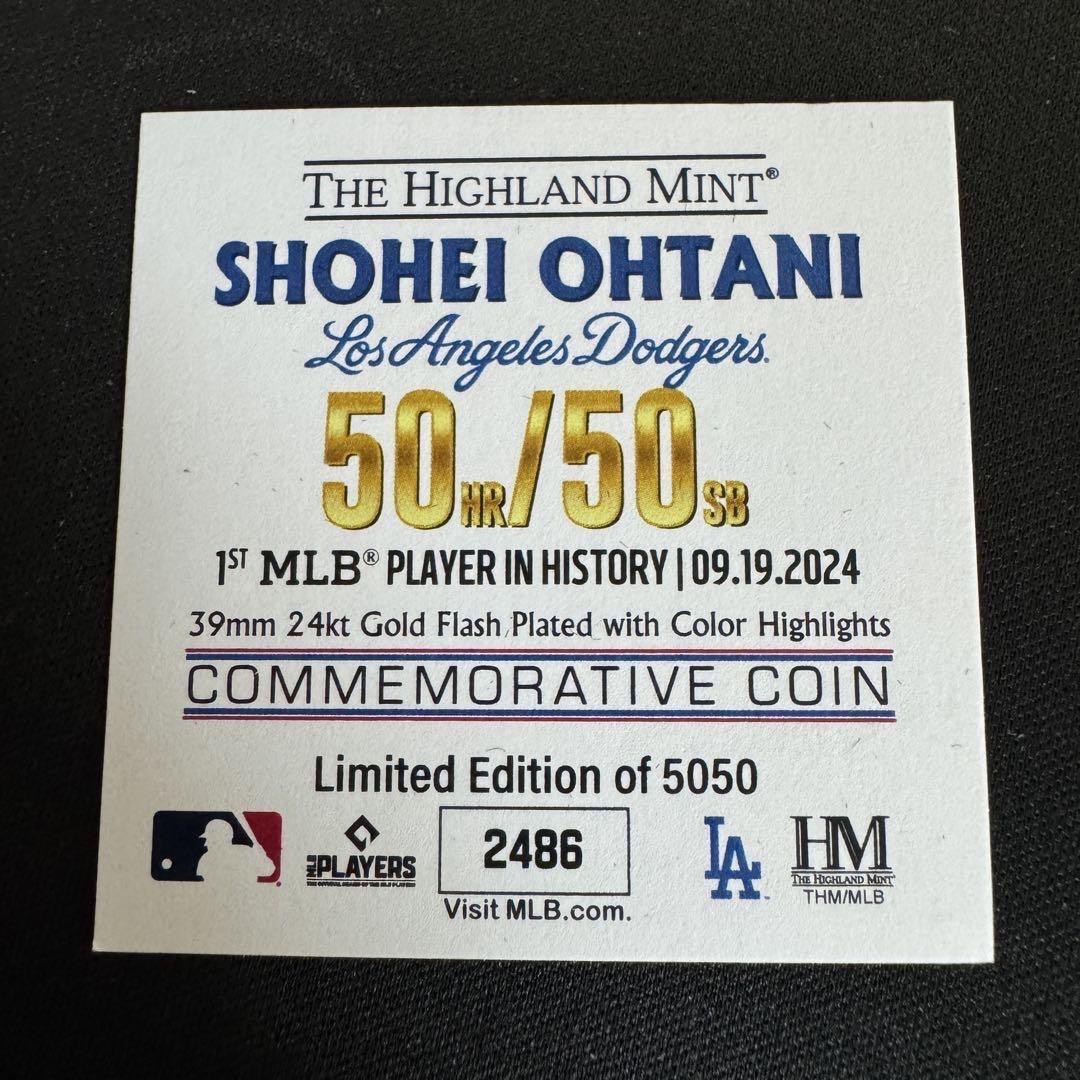 THE HIGHLAND MINT®
SHOHEI OHTANI
Los Angeles Dodgers
50HR/50SB
1ST MLB® PLAYER IN HISTORY | 09.19.2024
39mm 24kt Gold Flash Plated with Color Highlights
COMMEMORATIVE COIN
Limited Edition of 5050
MLB PLAYERS
2486
LA
HM
THE HIGHLAND MINT
THM/MLB
Visit MLB.com.